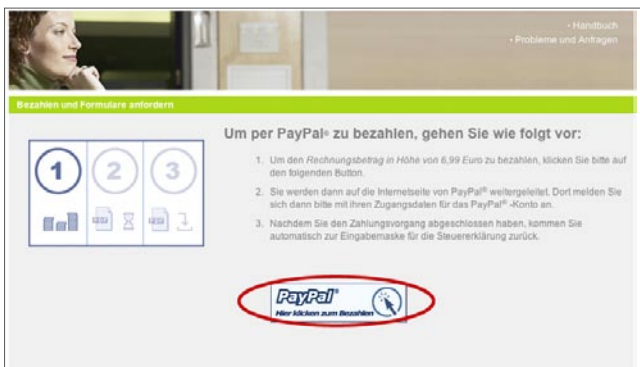 • Handbuch
• Probleme und Anfragen
Bezahlen und Formulare anfordern
Um per PayPal® zu bezahlen, gehen Sie wie folgt vor:
1 2 3
1. Um den Rechnungsbetrag in Höhe von 6,99 Euro zu bezahlen, klicken Sie bitte auf
den folgenden Button.
2. Sie werden dann auf die Internetseite von PayPal® weitergeleitet. Dort melden Sie
sich dann bitte mit ihren Zugangsdaten für das PayPal® -Konto an.
3. Nachdem Sie den Zahlungsvorgang abgeschlossen haben, kommen Sie
automatisch zur Eingabemaske für die Steuererklärung zurück.
PayPal®
Hier klicken zum Bezahlen